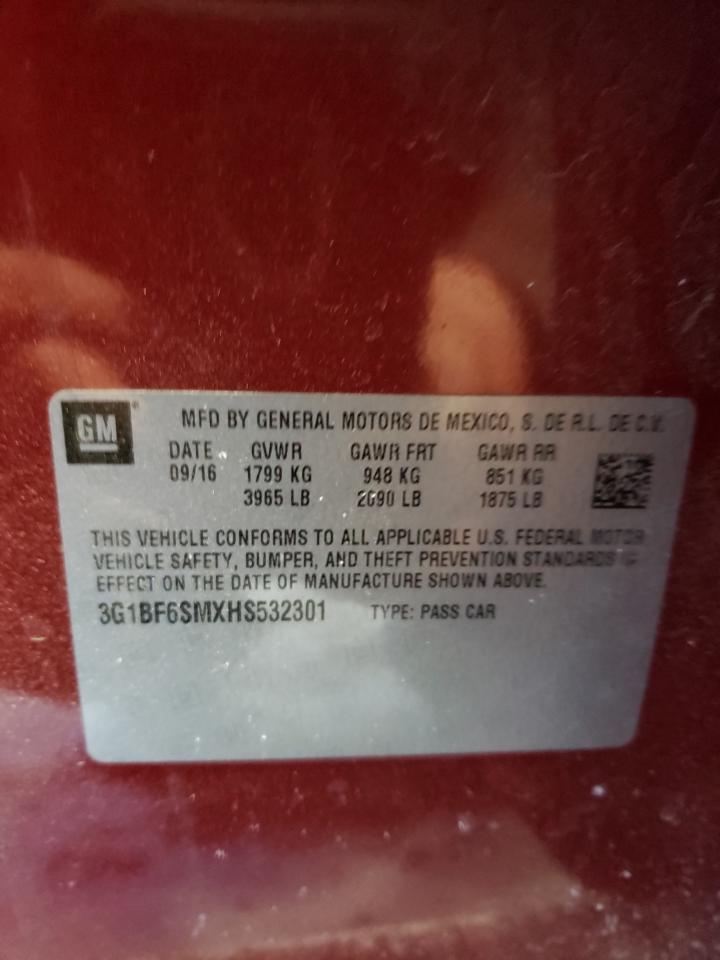 GM
MFD BY GENERAL MOTORS DE MEXICO, S. DE R.L. DE C.V.
DATE GVWR GAWR FRT GAWR RR
09/16 1799 KG 948 KG 851 KG
3965 LB 2090 LB 1875 LB
THIS VEHICLE CONFORMS TO ALL APPLICABLE U.S. FEDERAL MOTOR
VEHICLE SAFETY, BUMPER, AND THEFT PREVENTION STANDARDS IN
EFFECT ON THE DATE OF MANUFACTURE SHOWN ABOVE.
3G1BF6SMXHS532301 TYPE: PASS CAR